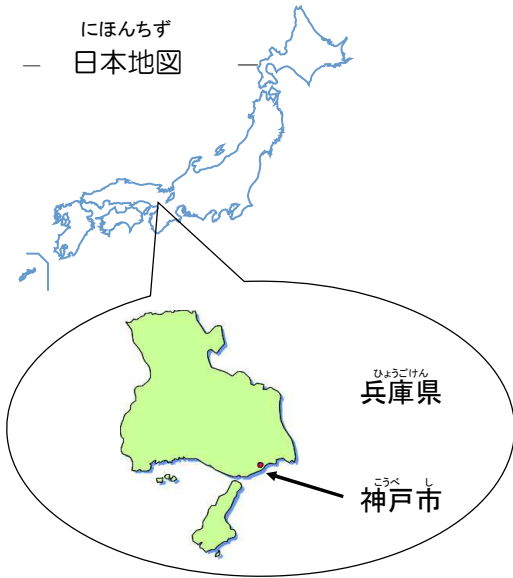 にほんちず
日本地図
ひょうごけん
兵庫県
こうべ し
神戸市